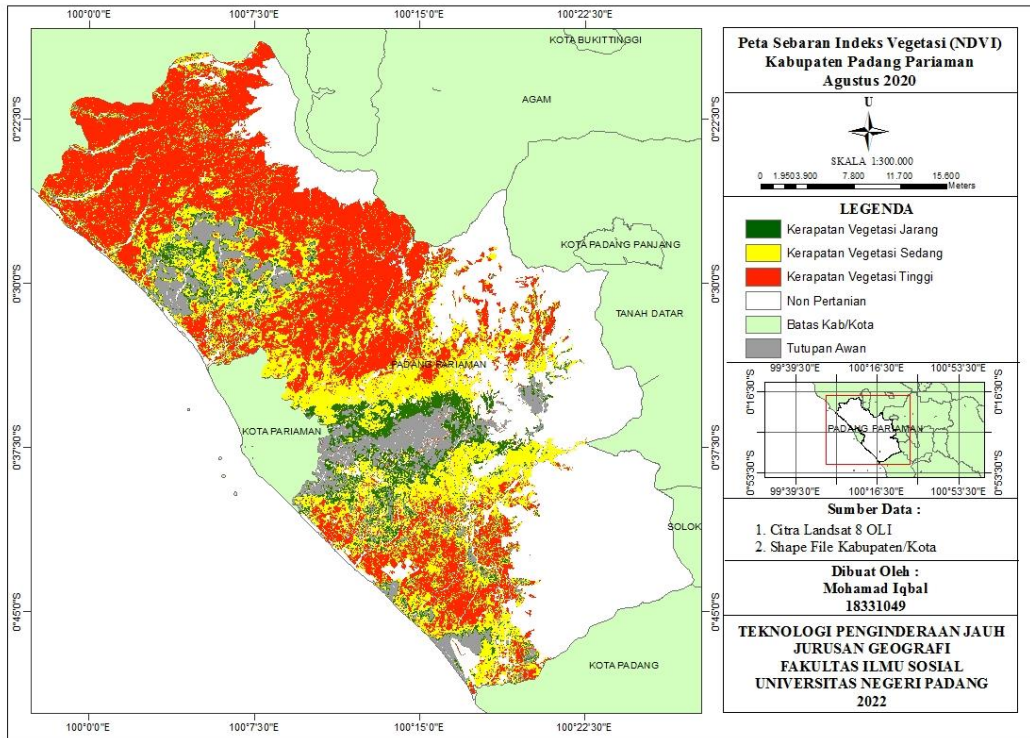 100°0'0"E 100°7'30"E 100°15'0"E 100°22'30"E
0°22'30"S
0°30'0"S
0°37'30"S
0°45'0"S
KOTA BUKITTINGGI
AGAM
KOTA PADANG PANJANG
TANAH DATAR
PADANG PARIAMAN
KOTA PARIAMAN
SOLOK
KOTA PADANG
0°22'30"S
0°30'0"S
0°37'30"S
0°45'0"S
100°0'0"E 100°7'30"E 100°15'0"E 100°22'30"E
Peta Sebaran Indeks Vegetasi (NDVI)
Kabupaten Padang Pariaman
Agustus 2020
U
SKALA 1:300.000
0 1.950 3.900 7.800 11.700 15.600
Meters
LEGENDA
Kerapatan Vegetasi Jarang
Kerapatan Vegetasi Sedang
Kerapatan Vegetasi Tinggi
Non Pertanian
Batas Kab/Kota
Tutupan Awan
99°39'30"E 100°16'30"E 100°53'30"E
0°16'30"S 0°16'30"S
PADANG PARIAMAN
0°53'30"S 0°53'30"S
99°39'30"E 100°16'30"E 100°53'30"E
Sumber Data :
1. Citra Landsat 8 OLI
2. Shape File Kabupaten/Kota
Dibuat Oleh :
Mohamad Iqbal
18331049
TEKNOLOGI PENGINDERAAN JAUH
JURUSAN GEOGRAFI
FAKULTAS ILMU SOSIAL
UNIVERSITAS NEGERI PADANG
2022